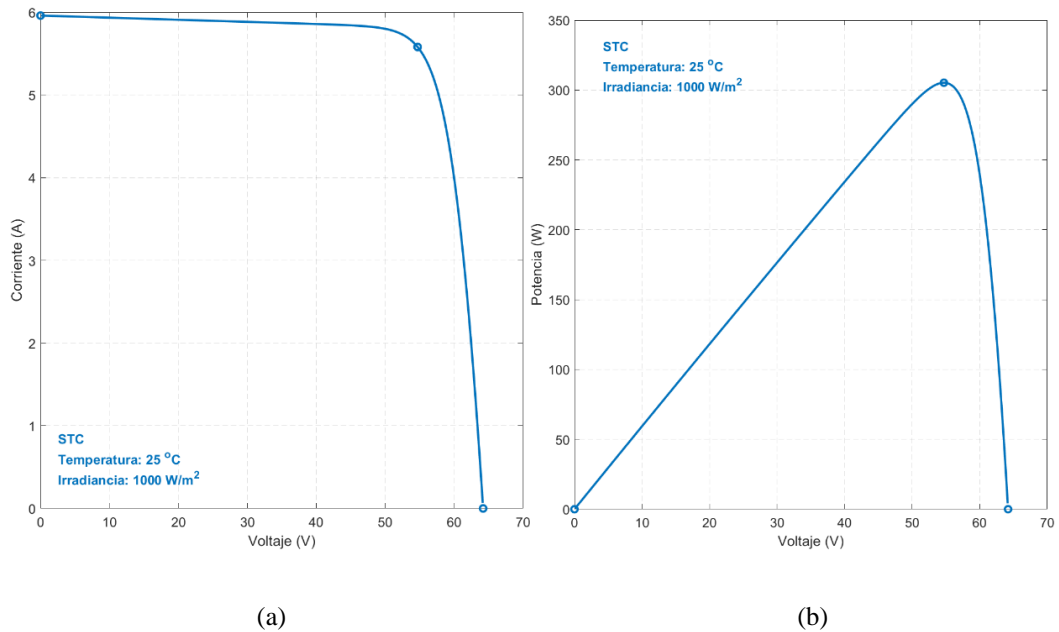 6
5
4
3
2
1
0
Corriente (A)
STC
Temperatura: 25 °C
Irradiancia: 1000 W/m²
0 10 20 30 40 50 60 70
Voltaje (V)
(a)
350
300
250
200
150
100
50
0
Potencia (W)
STC
Temperatura: 25 °C
Irradiancia: 1000 W/m²
0 10 20 30 40 50 60 70
Voltaje (V)
(b)